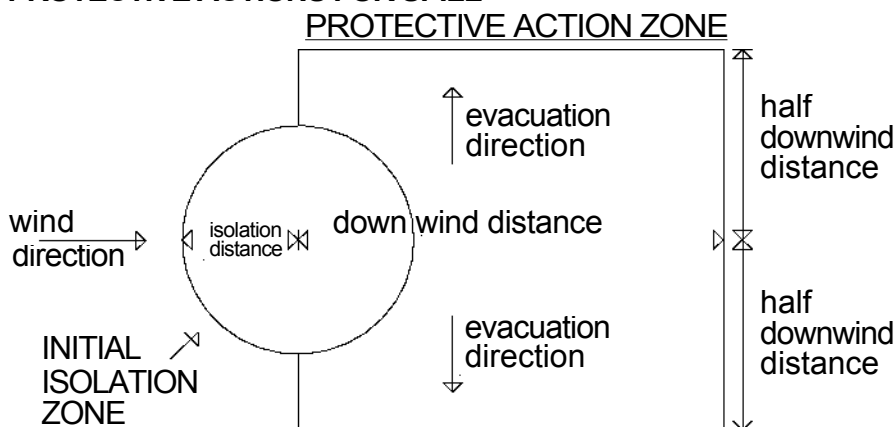 PROTECTIVE ACTION ZONE
half
downwind
distance
evacuation
direction
wind
direction
isolation
distance
down wind distance
evacuation
direction
half
downwind
distance
INITIAL
ISOLATION
ZONE